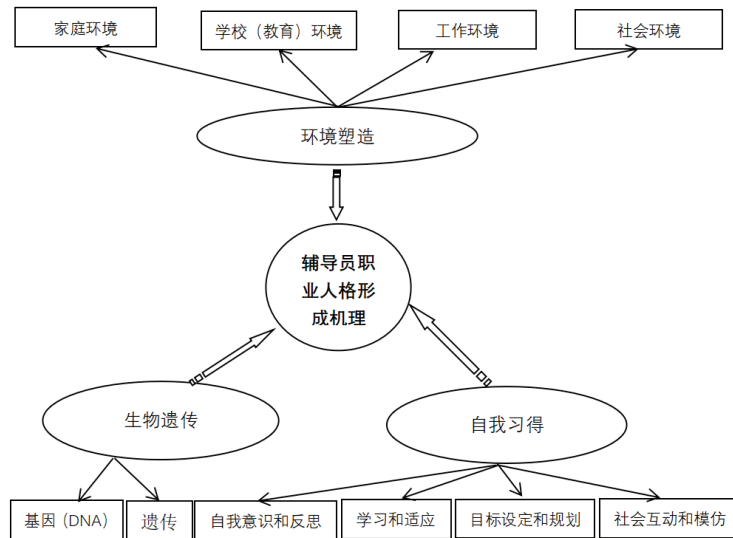 家庭环境
学校（教育）环境
工作环境
社会环境
环境塑造
辅导员职
业人格形
成机理
生物遗传
自我习得
基因（DNA）
遗传
自我意识和反思
学习和适应
目标设定和规划
社会互动和模仿